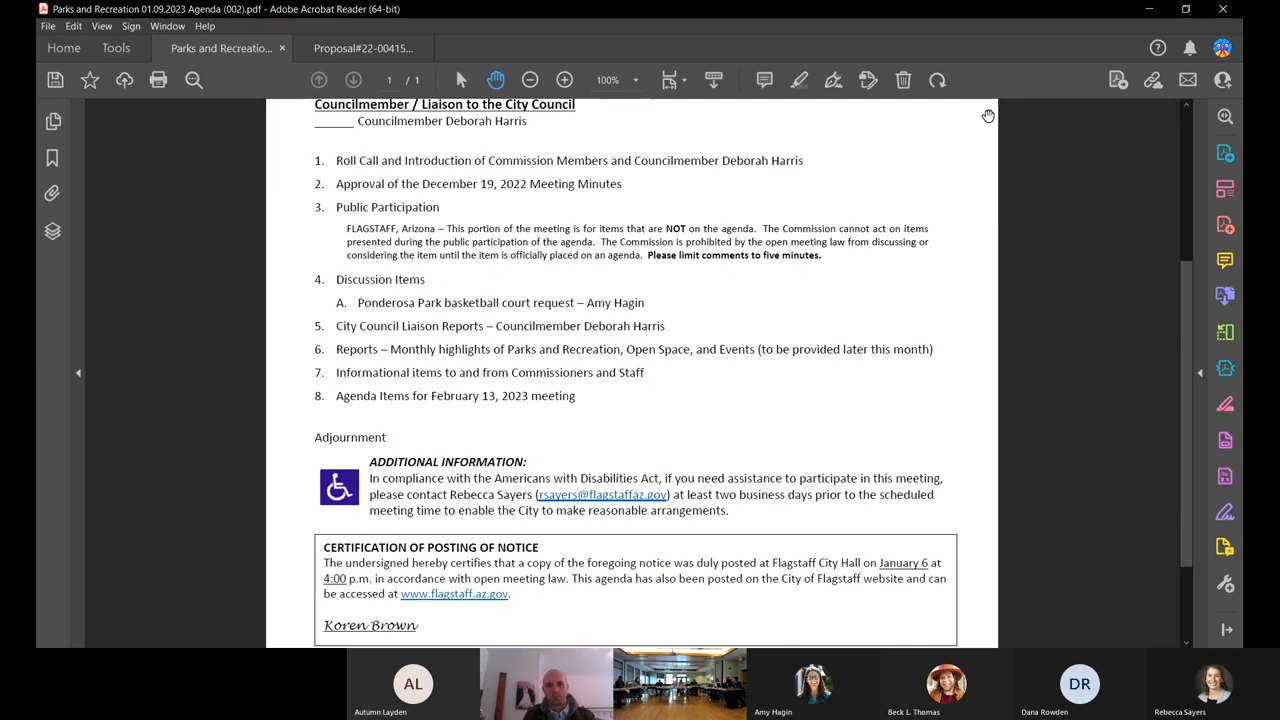 Parks and Recreation 01.09.2023 Agenda (002).pdf - Adobe Acrobat Reader (64-bit)
File Edit View Sign Window Help
Home Tools Parks and Recreatio... × Proposal#22-00415...
1 / 1 100%
Councilmember / Liaison to the City Council
______ Councilmember Deborah Harris
1. Roll Call and Introduction of Commission Members and Councilmember Deborah Harris
2. Approval of the December 19, 2022 Meeting Minutes
3. Public Participation
FLAGSTAFF, Arizona – This portion of the meeting is for items that are NOT on the agenda. The Commission cannot act on items
presented during the public participation of the agenda. The Commission is prohibited by the open meeting law from discussing or
considering the item until the item is officially placed on an agenda. Please limit comments to five minutes.
4. Discussion Items
A. Ponderosa Park basketball court request – Amy Hagin
5. City Council Liaison Reports – Councilmember Deborah Harris
6. Reports – Monthly highlights of Parks and Recreation, Open Space, and Events (to be provided later this month)
7. Informational items to and from Commissioners and Staff
8. Agenda Items for February 13, 2023 meeting
Adjournment
ADDITIONAL INFORMATION:
In compliance with the Americans with Disabilities Act, if you need assistance to participate in this meeting,
please contact Rebecca Sayers (rsayers@flagstaffaz.gov) at least two business days prior to the scheduled
meeting time to enable the City to make reasonable arrangements.
CERTIFICATION OF POSTING OF NOTICE
The undersigned hereby certifies that a copy of the foregoing notice was duly posted at Flagstaff City Hall on January 6 at
4:00 p.m. in accordance with open meeting law. This agenda has also been posted on the City of Flagstaff website and can
be accessed at www.flagstaff.az.gov.
Koren Brown
AL DR
Autumn Layden Amy Hagin Beck L. Thomas Dana Rowden Rebecca Sayers